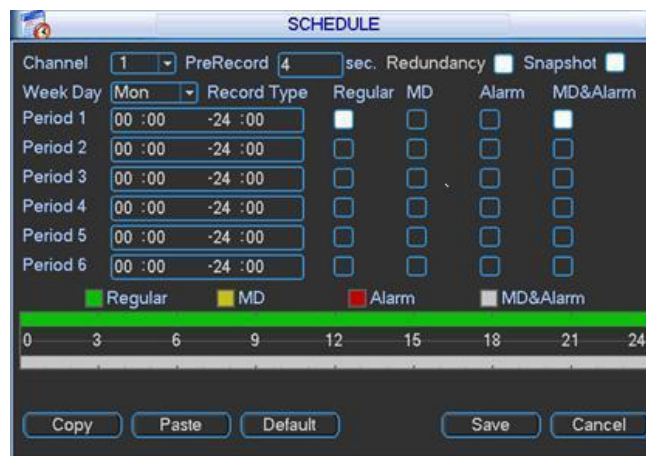 SCHEDULE
Channel 1 PreRecord 4 sec. Redundancy Snapshot
Week Day Mon Record Type Regular MD Alarm MD&Alarm
Period 1 00 :00 -24 :00
Period 2 00 :00 -24 :00
Period 3 00 :00 -24 :00
Period 4 00 :00 -24 :00
Period 5 00 :00 -24 :00
Period 6 00 :00 -24 :00
Regular MD Alarm MD&Alarm
0 3 6 9 12 15 18 21 24
Copy Paste Default Save Cancel